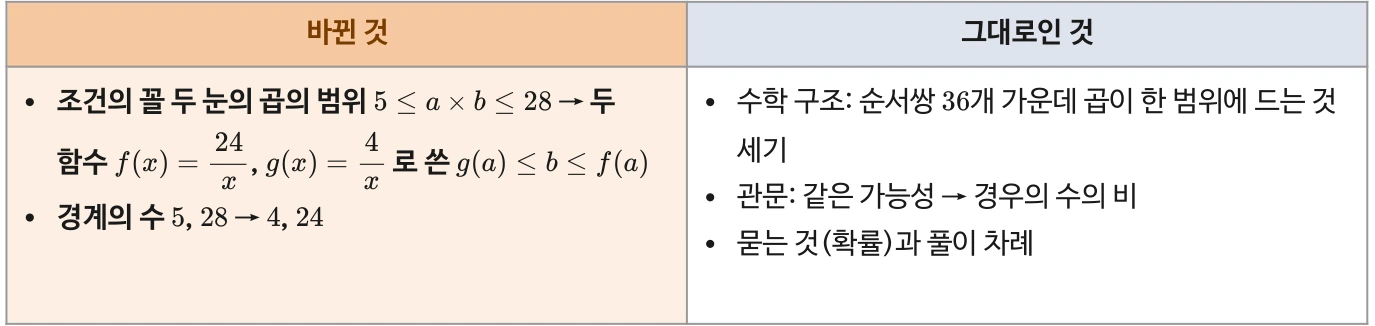 바뀐 것
그대로인 것
• 조건의 꼴 두 눈의 곱의 범위 5 ≤ a × b ≤ 28 → 두
함수 f(x) = 24/x, g(x) = 4/x 로 쓴 g(a) ≤ b ≤ f(a)
• 경계의 수 5, 28 → 4, 24
• 수학 구조: 순서쌍 36개 가운데 곱이 한 범위에 드는 것
세기
• 관문: 같은 가능성 → 경우의 수의 비
• 묻는 것(확률)과 풀이 차례